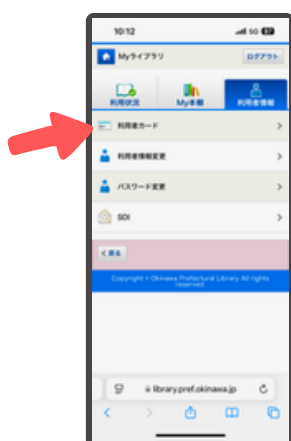 10:12
5G 67
Myライブラリ
ログアウト
利用状況
My本棚
利用者情報
利用者カード
利用者情報変更
パスワード変更
SDI
< 戻る
Copyright © Okinawa Prefectural Library All rights
reserved.
library.pref.okinawa.jp